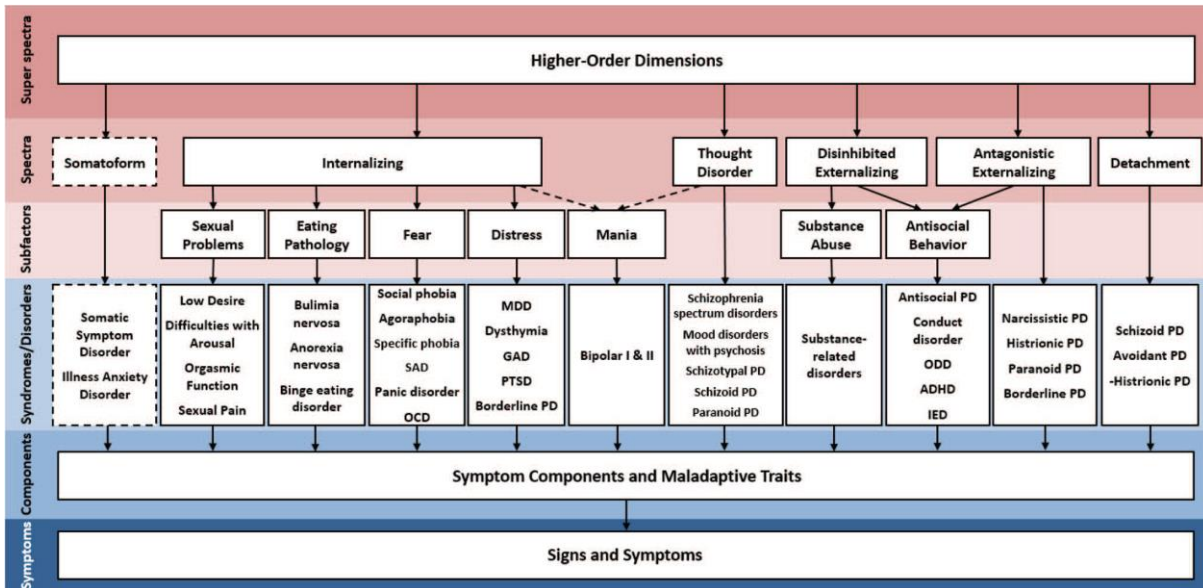 Super spectra
Higher-Order Dimensions
Spectra
Somatoform
Internalizing
Thought
Disorder
Disinhibited
Externalizing
Antagonistic
Externalizing
Detachment
Subfactors
Sexual
Problems
Eating
Pathology
Fear
Distress
Mania
Substance
Abuse
Antisocial
Behavior
Syndromes/Disorders
Somatic
Symptom
Disorder
Illness Anxiety
Disorder
Low Desire
Difficulties with
Arousal
Orgasmic
Function
Sexual Pain
Bulimia
nervosa
Anorexia
nervosa
Binge eating
disorder
Social phobia
Agoraphobia
Specific phobia
SAD
Panic disorder
OCD
MDD
Dysthymia
GAD
PTSD
Borderline PD
Bipolar I & II
Schizophrenia
spectrum disorders
Mood disorders
with psychosis
Schizotypal PD
Schizoid PD
Paranoid PD
Substance-
related disorders
Antisocial PD
Conduct
disorder
ODD
ADHD
IED
Narcissistic PD
Histrionic PD
Paranoid PD
Borderline PD
Schizoid PD
Avoidant PD
-Histrionic PD
Components
Symptom Components and Maladaptive Traits
Symptoms
Signs and Symptoms